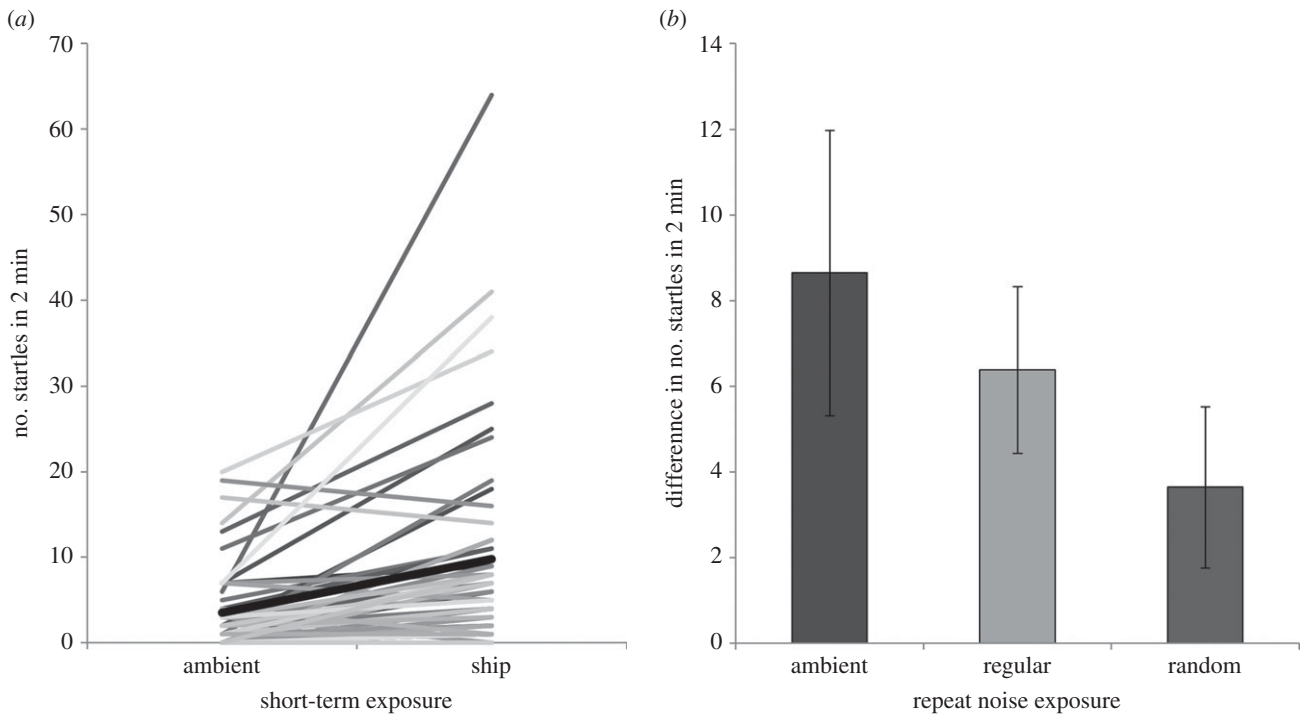 (a)
70
60
50
40
30
20
10
0
no. startles in 2 min
ambient ship
short-term exposure
(b)
14
12
10
8
6
4
2
0
differennce in no. startles in 2 min
ambient regular random
repeat noise exposure